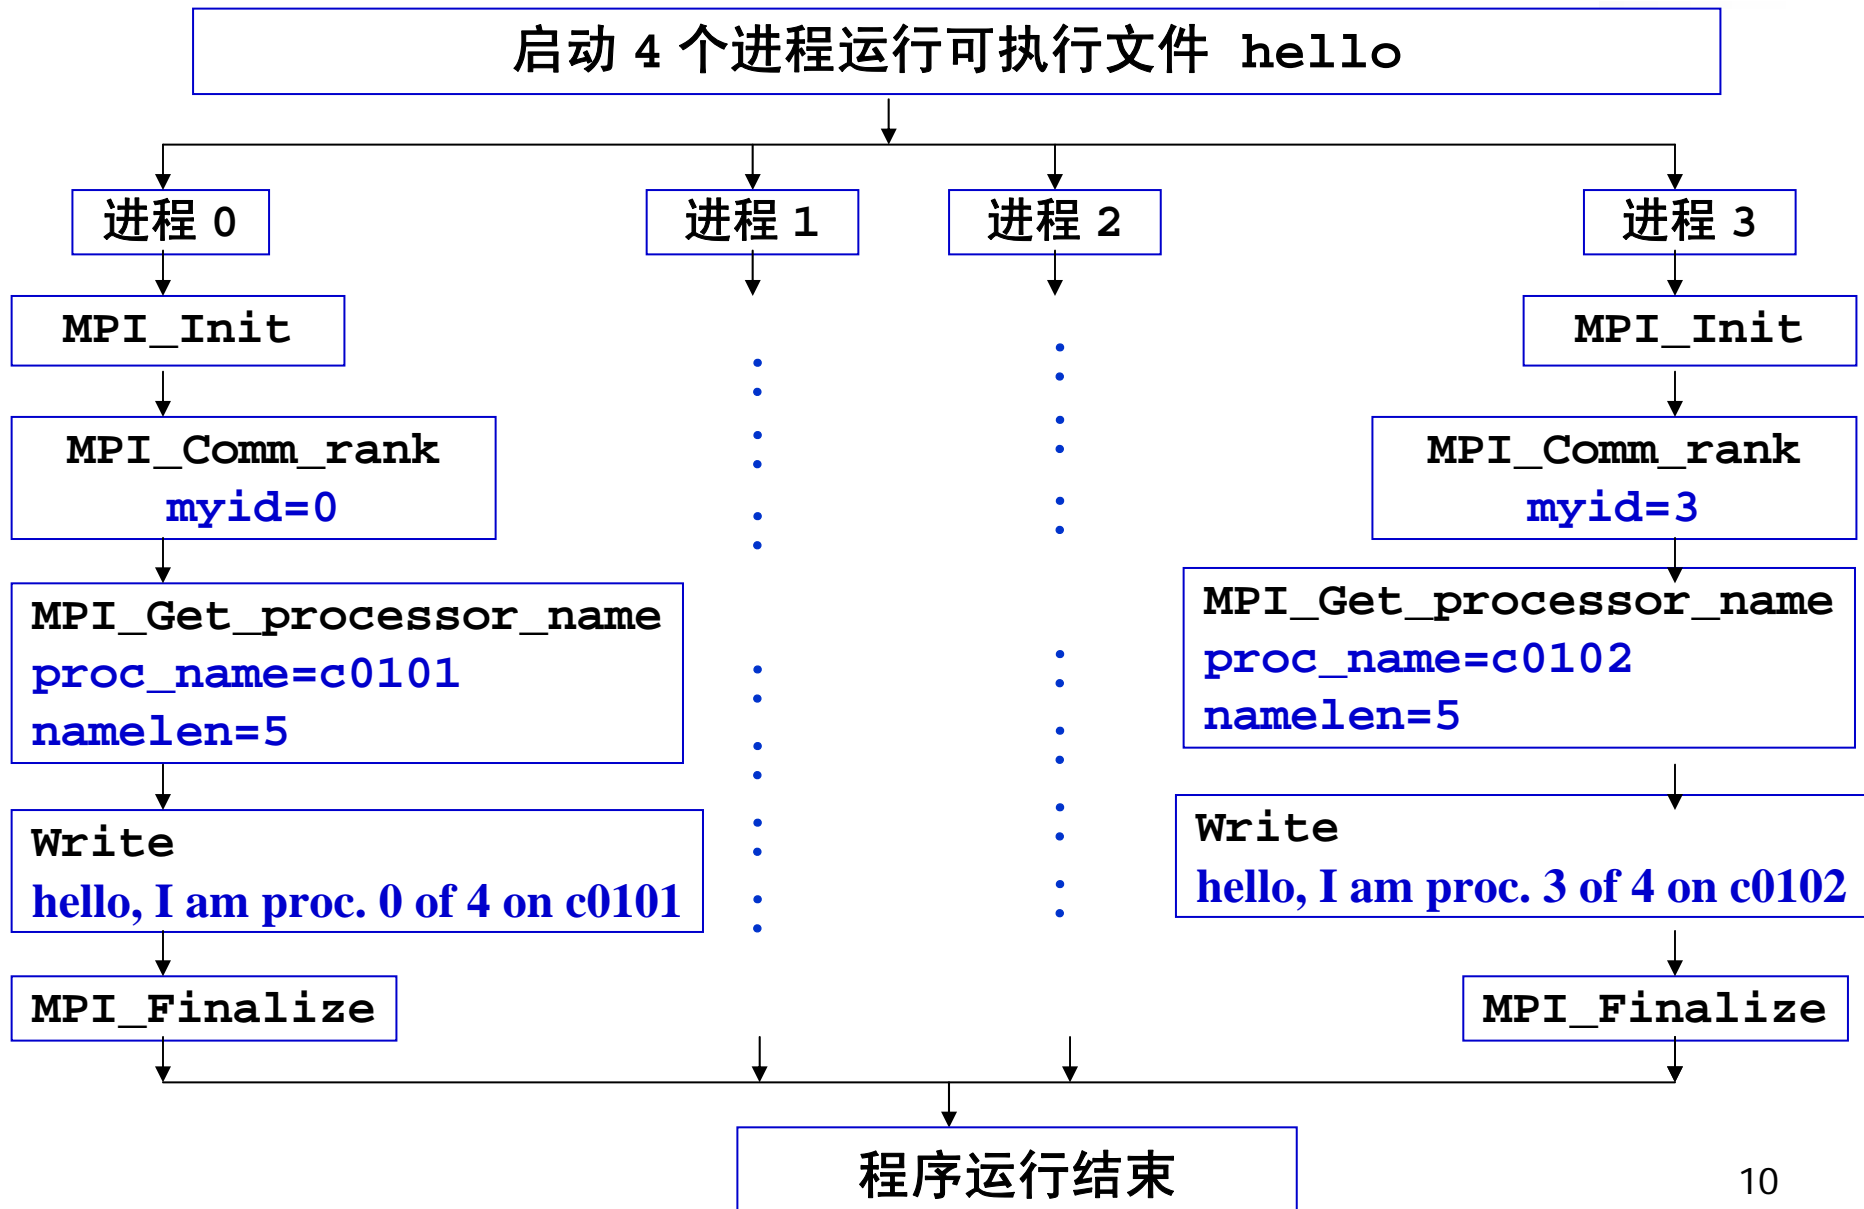 启动 4 个进程运行可执行文件 hello
进程 0
进程 1
进程 2
进程 3
MPI_Init
MPI_Init
MPI_Comm_rank
myid=0
MPI_Comm_rank
myid=3
MPI_Get_processor_name
proc_name=c0101
namelen=5
MPI_Get_processor_name
proc_name=c0102
namelen=5
Write
hello, I am proc. 0 of 4 on c0101
Write
hello, I am proc. 3 of 4 on c0102
MPI_Finalize
MPI_Finalize
程序运行结束
10